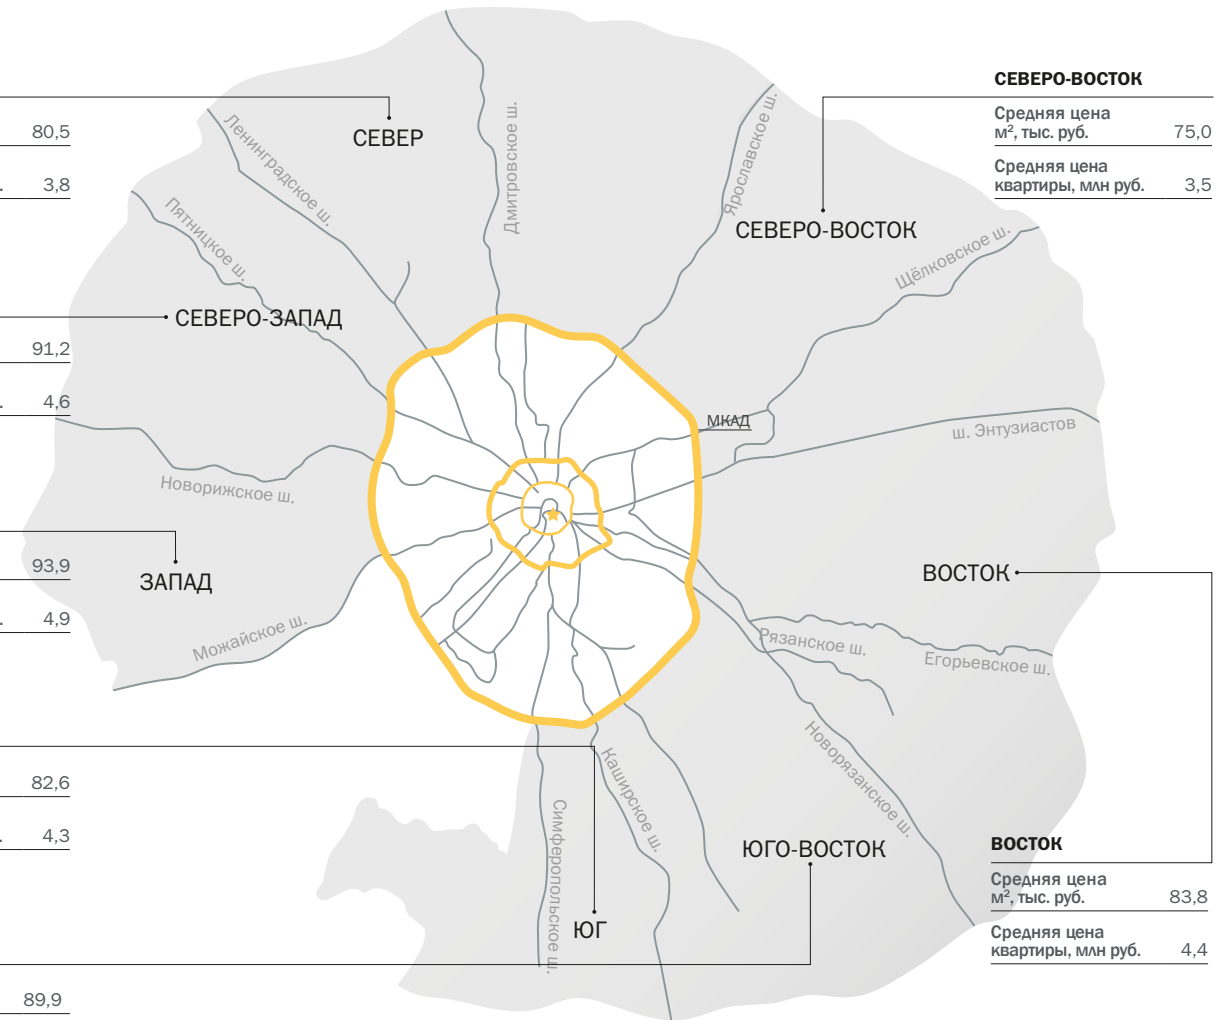 СЕВЕРО-ВОСТОК
Средняя цена
м², тыс. руб. 75,0
Средняя цена
квартиры, млн руб. 3,5
80,5
. 3,8
СЕВЕР
Ленинградское ш.
Дмитровское ш.
Ярославское ш.
Пятницкое ш.
СЕВЕРО-ВОСТОК
Щёлковское ш.
СЕВЕРО-ЗАПАД
91,2
. 4,6
МКАД
ш. Энтузиастов
Новорижское ш.
93,9
. 4,9
ЗАПАД
ВОСТОК
Можайское ш.
Рязанское ш.
Егорьевское ш.
82,6
. 4,3
Новорязанское ш.
Каширское ш.
Симферопольское ш.
ЮГО-ВОСТОК
ЮГ
ВОСТОК
Средняя цена
м², тыс. руб. 83,8
Средняя цена
квартиры, млн руб. 4,4
89,9